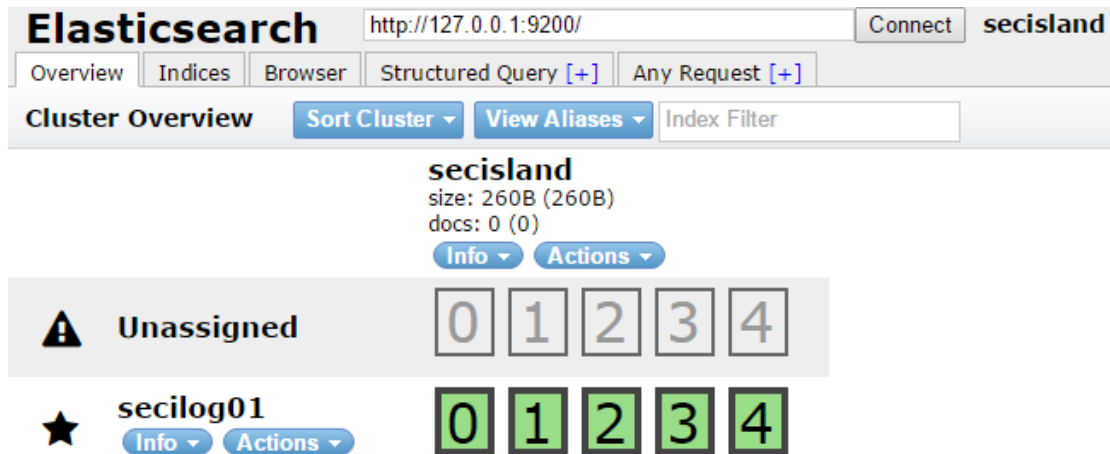 Elasticsearch http://127.0.0.1:9200/ Connect secisland
Overview Indices Browser Structured Query [+] Any Request [+]
Cluster Overview Sort Cluster View Aliases Index Filter
secisland
size: 260B (260B)
docs: 0 (0)
Info Actions
Unassigned 0 1 2 3 4
secilog01 0 1 2 3 4
Info Actions